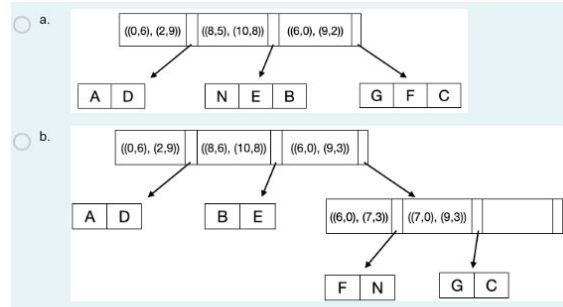 a.
((0,6), (2,9)) ((8,5), (10,8)) ((6,0), (9,2))
A D N E B G F C
b.
((0,6), (2,9)) ((8,6), (10,8)) ((6,0), (9,3))
A D B E ((6,0), (7,3)) ((7,0), (9,3))
F N G C